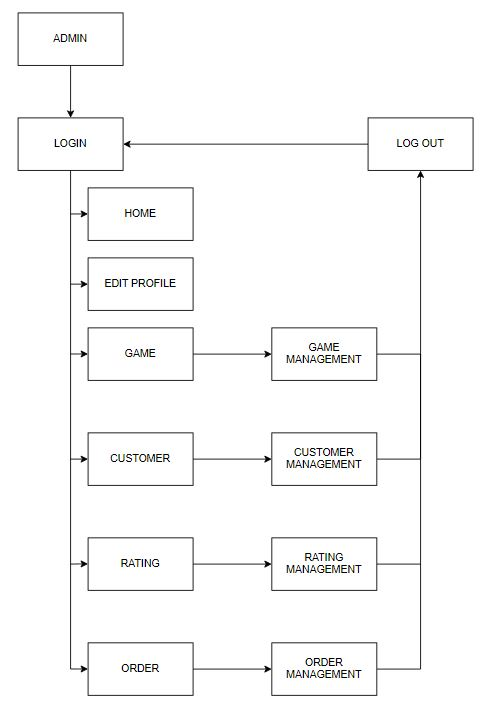 ADMIN
LOGIN
LOG OUT
HOME
EDIT PROFILE
GAME
GAME
MANAGEMENT
CUSTOMER
CUSTOMER
MANAGEMENT
RATING
RATING
MANAGEMENT
ORDER
ORDER
MANAGEMENT